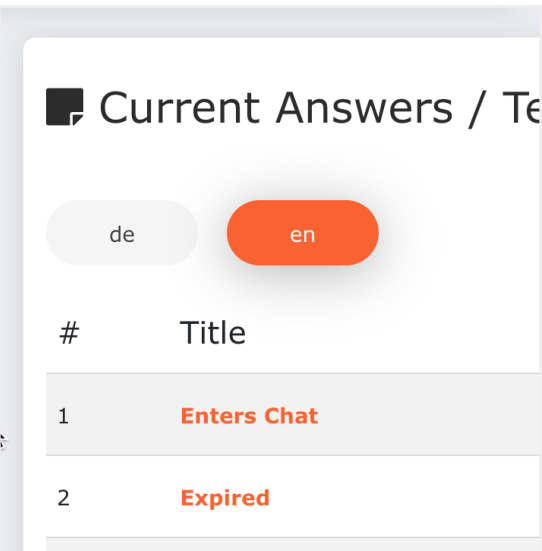 Current Answers / Te
de en
# Title
1 Enters Chat
2 Expired